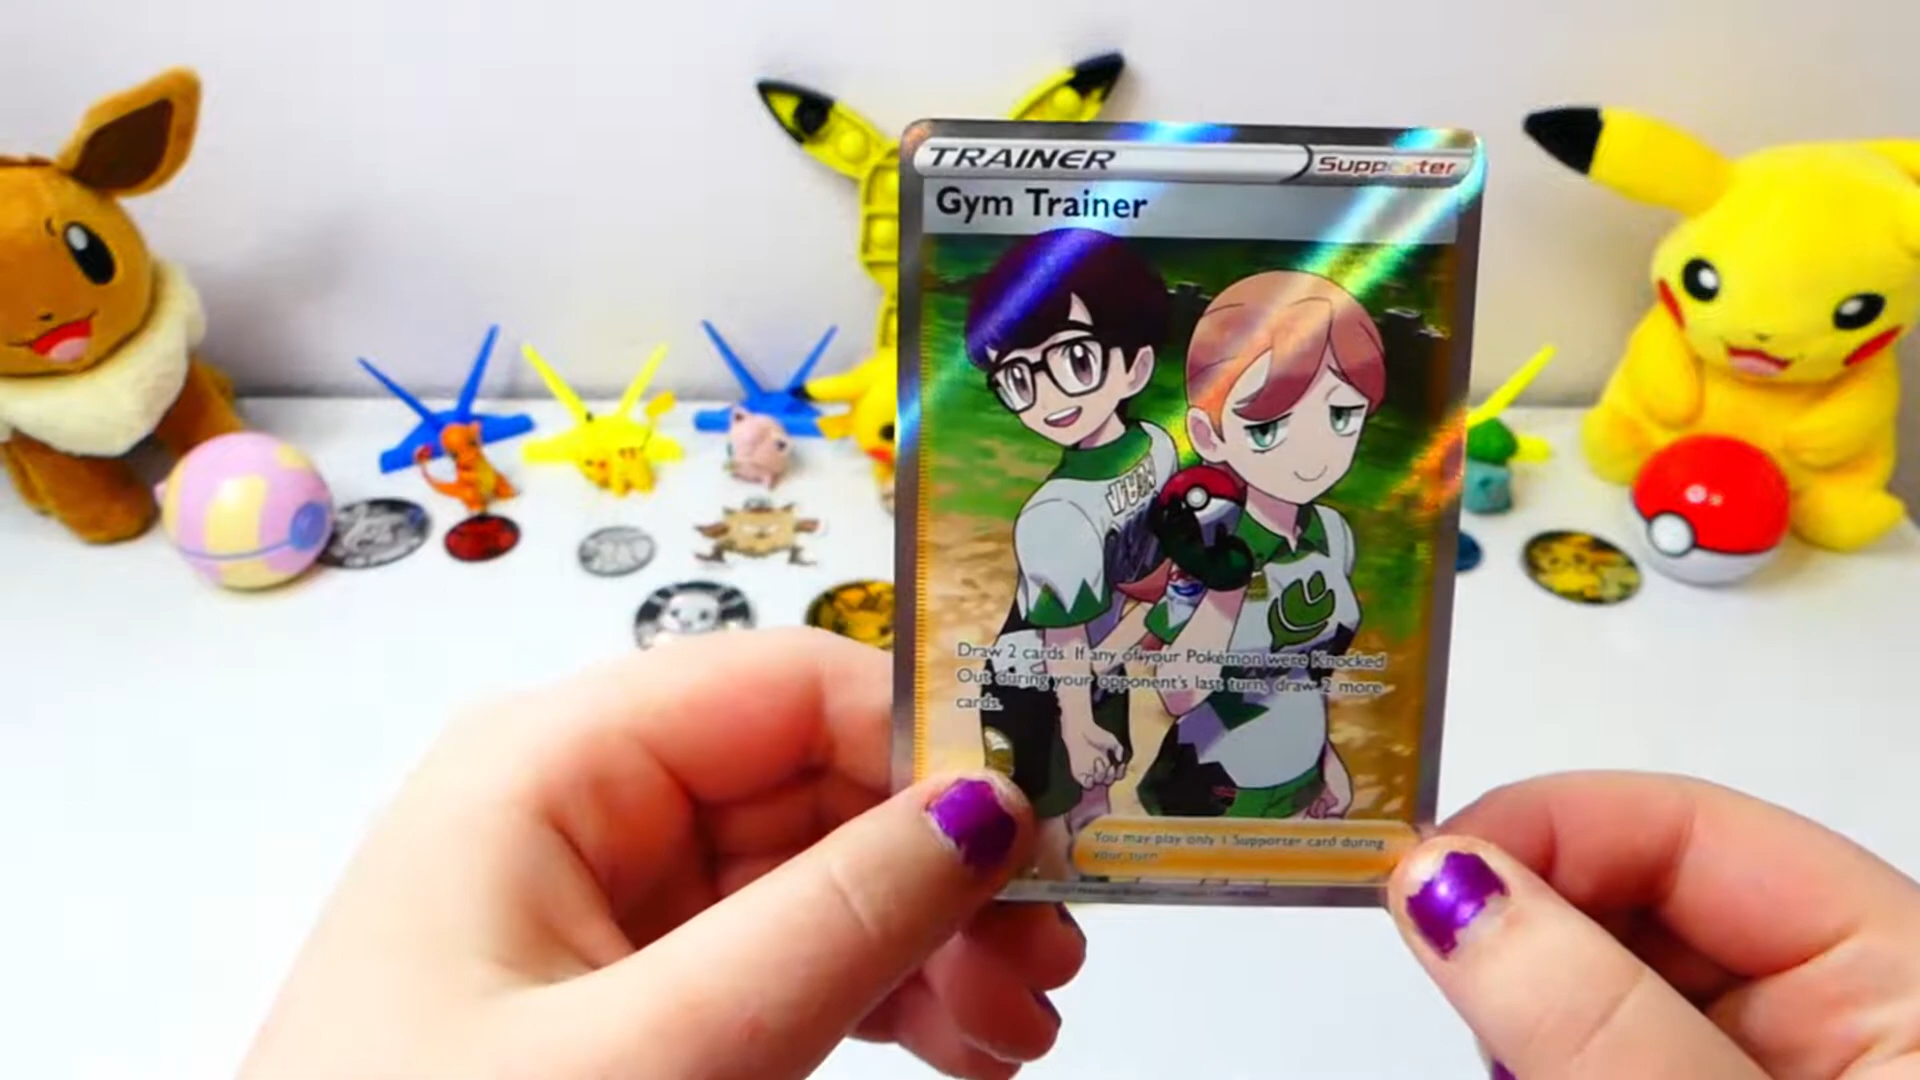 TRAINER
Supporter
Gym Trainer
Draw 2 cards. If any of your Pokémon were Knocked
Out during your opponent's last turn, draw 2 more
cards.
You may play only 1 Supporter card during
your turn.